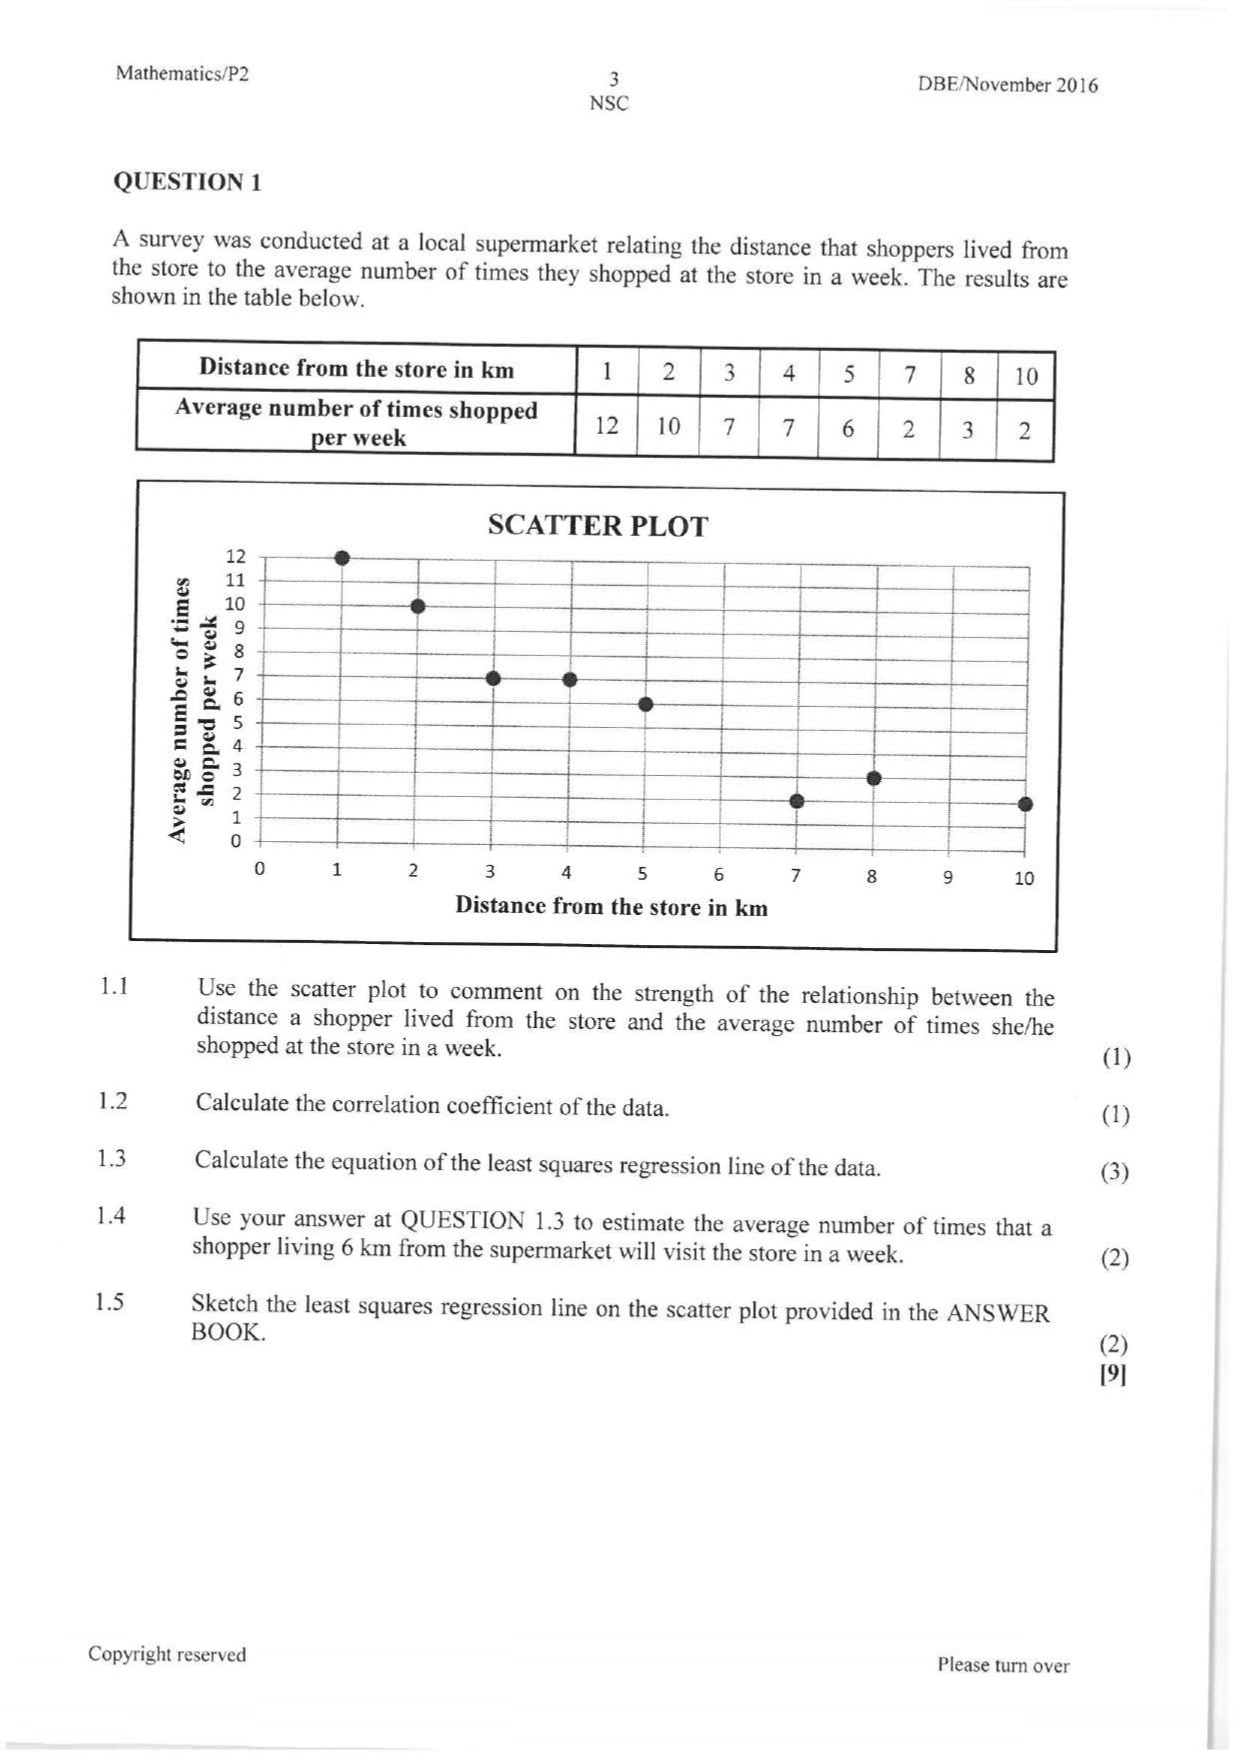 Mathematics/P2
3
NSC
DBE/November 2016
QUESTION 1
A survey was conducted at a local supermarket relating the distance that shoppers lived from
the store to the average number of times they shopped at the store in a week. The results are
shown in the table below.
Distance from the store in km 1 2 3 4 5 7 8 10
Average number of times shopped
per week 12 10 7 7 6 2 3 2
SCATTER PLOT
Average number of times
shopped per week
12
11
10
9
8
7
6
5
4
3
2
1
0
0 1 2 3 4 5 6 7 8 9 10
Distance from the store in km
1.1 Use the scatter plot to comment on the strength of the relationship between the
distance a shopper lived from the store and the average number of times she/he
shopped at the store in a week. (1)
1.2 Calculate the correlation coefficient of the data. (1)
1.3 Calculate the equation of the least squares regression line of the data. (3)
1.4 Use your answer at QUESTION 1.3 to estimate the average number of times that a
shopper living 6 km from the supermarket will visit the store in a week. (2)
1.5 Sketch the least squares regression line on the scatter plot provided in the ANSWER
BOOK. (2)
[9]
Copyright reserved
Please turn over